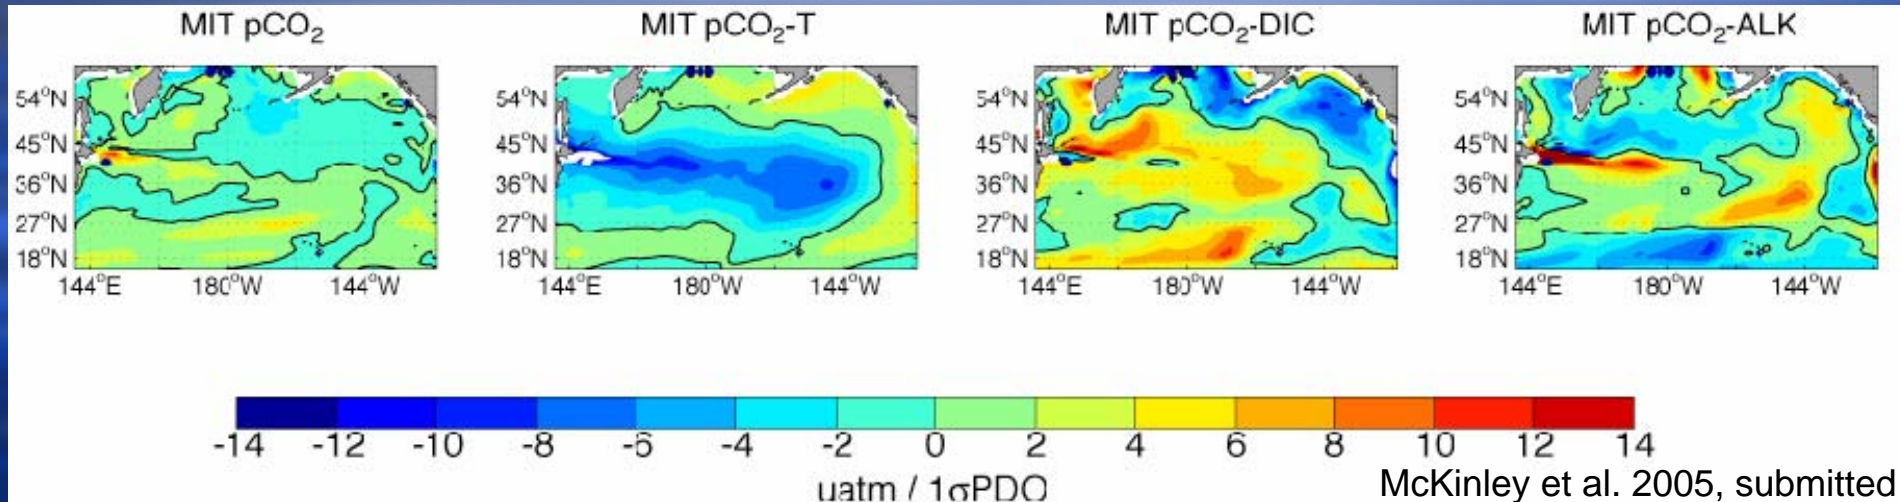 MIT pCO₂
MIT pCO₂-T
MIT pCO₂-DIC
MIT pCO₂-ALK
54°N
45°N
36°N
27°N
18°N
144°E 180°W 144°W
54°N
45°N
36°N
27°N
18°N
144°E 180°W 144°W
54°N
45°N
36°N
27°N
18°N
144°E 180°W 144°W
54°N
45°N
36°N
27°N
18°N
144°E 180°W 144°W
-14 -12 -10 -8 -6 -4 -2 0 2 4 6 8 10 12 14
uatm / 1σPDO
McKinley et al. 2005, submitted